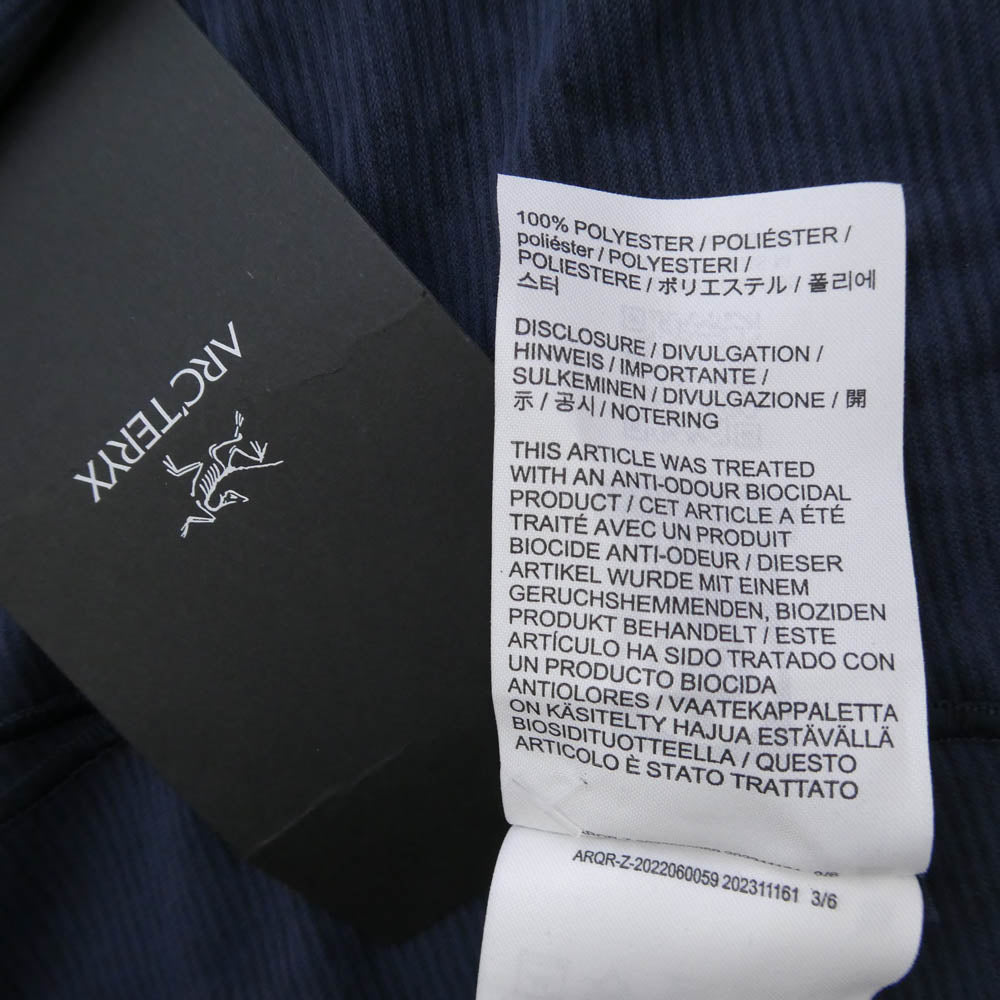 ARC'TERYX
100% POLYESTER / POLIÉSTER /
poliéster / POLYESTERI /
POLIESTERE / ポリエステル / 폴리에
스터
DISCLOSURE / DIVULGATION /
HINWEIS / IMPORTANTE /
SULKEMINEN / DIVULGAZIONE / 開
示 / 공시 / NOTERING
THIS ARTICLE WAS TREATED
WITH AN ANTI-ODOUR BIOCIDAL
PRODUCT / CET ARTICLE A ÉTÉ
TRAITÉ AVEC UN PRODUIT
BIOCIDE ANTI-ODEUR / DIESER
ARTIKEL WURDE MIT EINEM
GERUCHSHEMMENDEN, BIOZIDEN
PRODUKT BEHANDELT / ESTE
ARTÍCULO HA SIDO TRATADO CON
UN PRODUCTO BIOCIDA
ANTIOLORES / VAATEKAPPALETTA
ON KÄSITELTY HAJUA ESTÄVÄLLÄ
BIOSIDITUOTTEELLA / QUESTO
ARTICOLO È STATO TRATTATO
ARQR-Z-2022060059 202311161 3/6